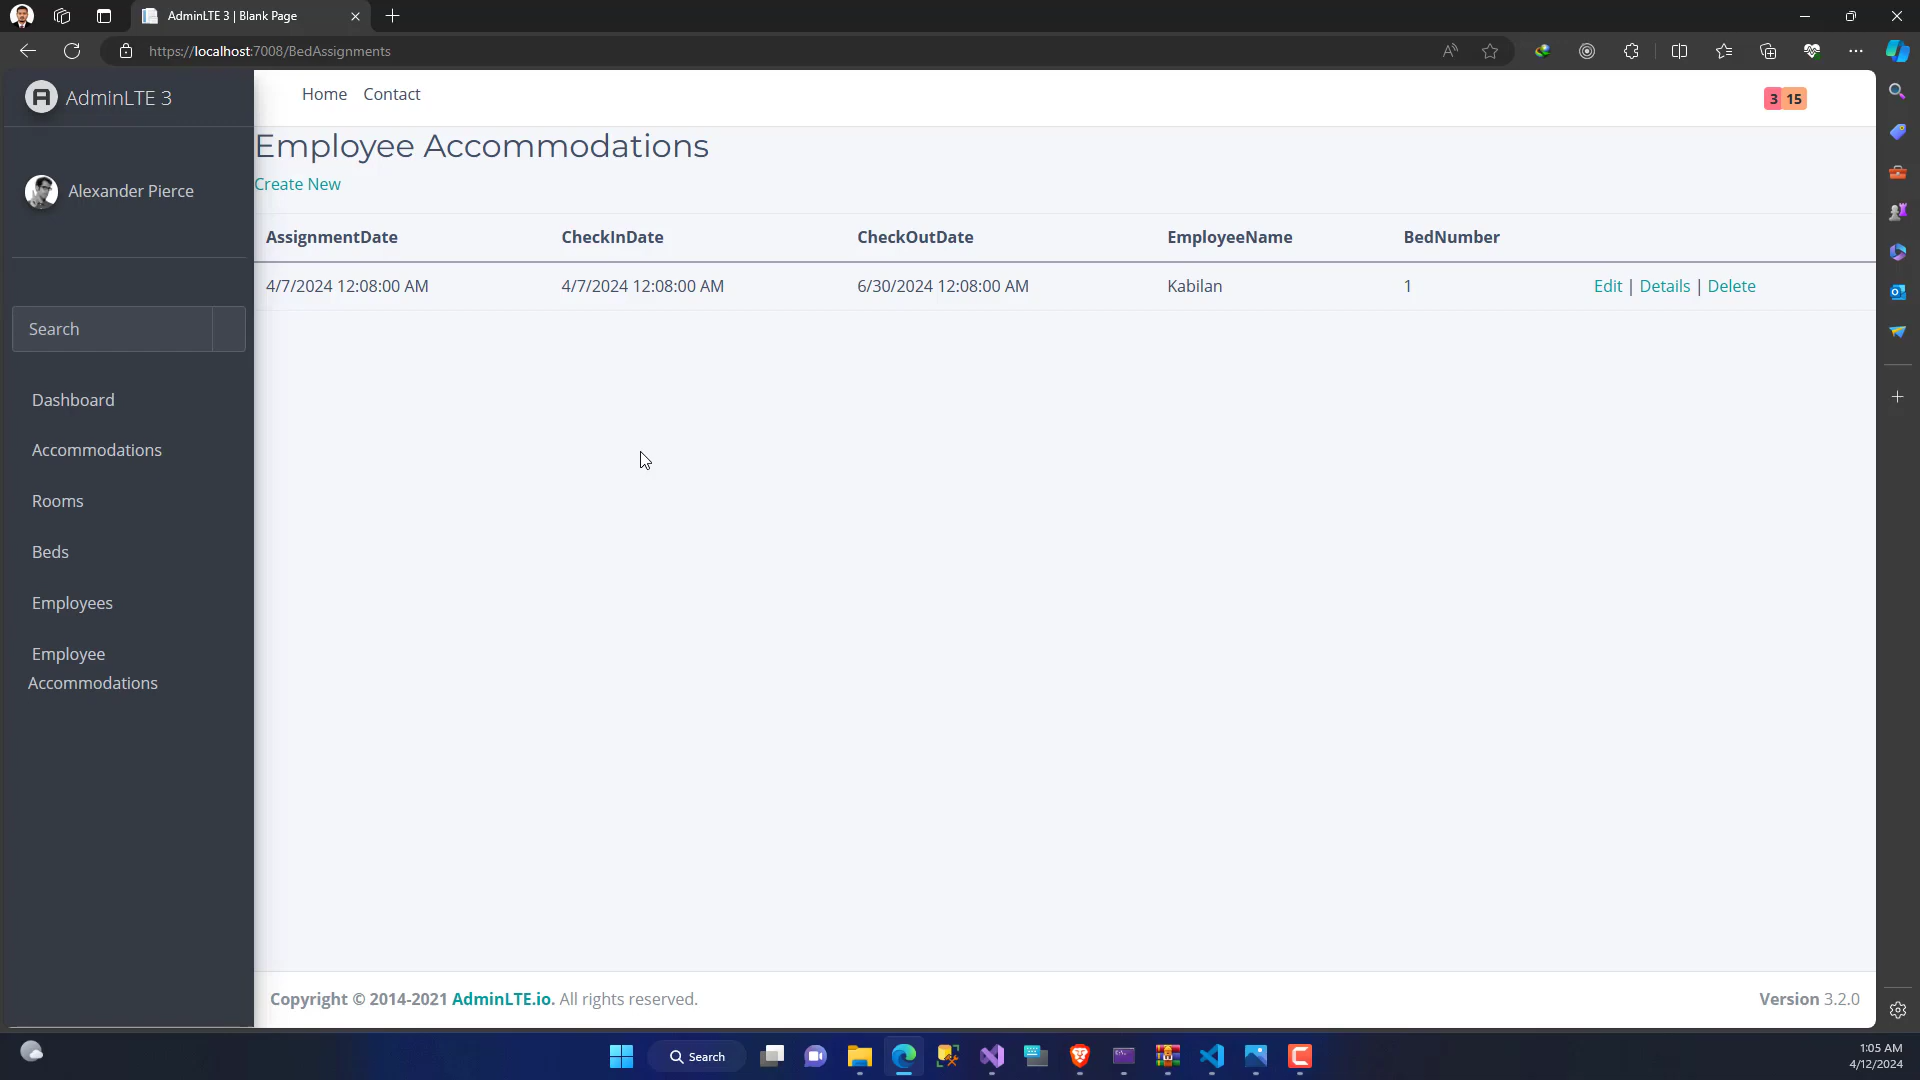 AdminLTE 3 | Blank Page
https://localhost:7008/BedAssignments
AdminLTE 3
Home Contact
3 15
Employee Accommodations
Alexander Pierce
Create New
AssignmentDate CheckInDate CheckOutDate EmployeeName BedNumber
4/7/2024 12:08:00 AM 4/7/2024 12:08:00 AM 6/30/2024 12:08:00 AM Kabilan 1 Edit | Details | Delete
Search
Dashboard
Accommodations
Rooms
Beds
Employees
Employee
Accommodations
Copyright © 2014-2021 AdminLTE.io. All rights reserved. Version 3.2.0
Search
1:05 AM
4/12/2024